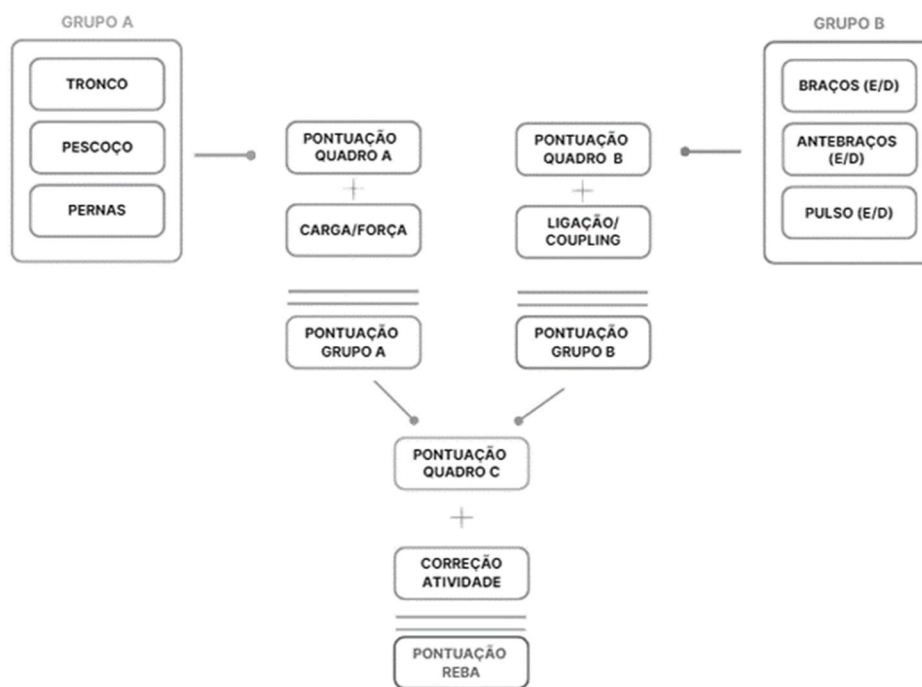 GRUPO A
TRONCO
PESCOÇO
PERNAS
GRUPO B
BRAÇOS (E/D)
ANTEBRAÇOS
(E/D)
PULSO (E/D)
PONTUAÇÃO
QUADRO A
+
CARGA/FORÇA
PONTUAÇÃO
GRUPO A
PONTUAÇÃO
QUADRO B
+
LIGAÇÃO/
COUPLING
PONTUAÇÃO
GRUPO B
PONTUAÇÃO
QUADRO C
+
CORREÇÃO
ATIVIDADE
PONTUAÇÃO
REBA